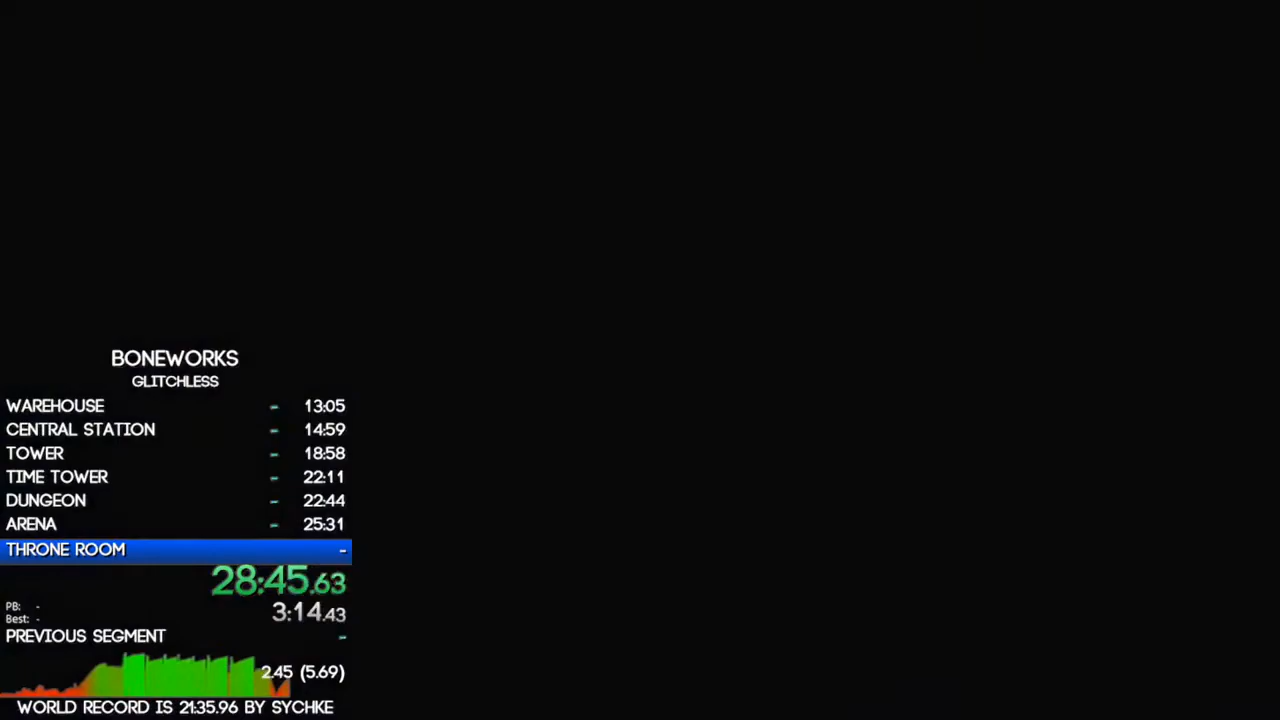 BONEWORKS
GLITCHLESS
WAREHOUSE - 13:05
CENTRAL STATION - 14:59
TOWER - 18:58
TIME TOWER - 22:11
DUNGEON - 22:44
ARENA - 25:31
THRONE ROOM -
28:45.63
PB: -
3:14.43
Best: -
PREVIOUS SEGMENT -
2.45 (5.69)
WORLD RECORD IS 21:35.96 BY SYCHKE